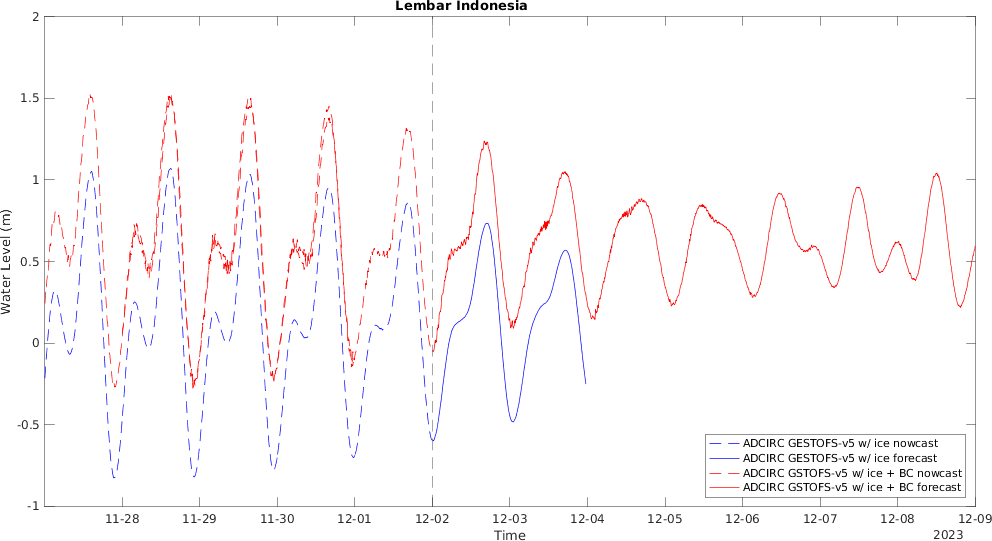 Lembar Indonesia
2
1.5
1
0.5
0
-0.5
-1
Water Level (m)
ADCIRC GESTOFS-v5 w/ ice nowcast
ADCIRC GESTOFS-v5 w/ ice forecast
ADCIRC GSTOFS-v5 w/ ice + BC nowcast
ADCIRC GSTOFS-v5 w/ ice + BC forecast
11-28 11-29 11-30 12-01 12-02 12-03 12-04 12-05 12-06 12-07 12-08 12-09
Time
2023